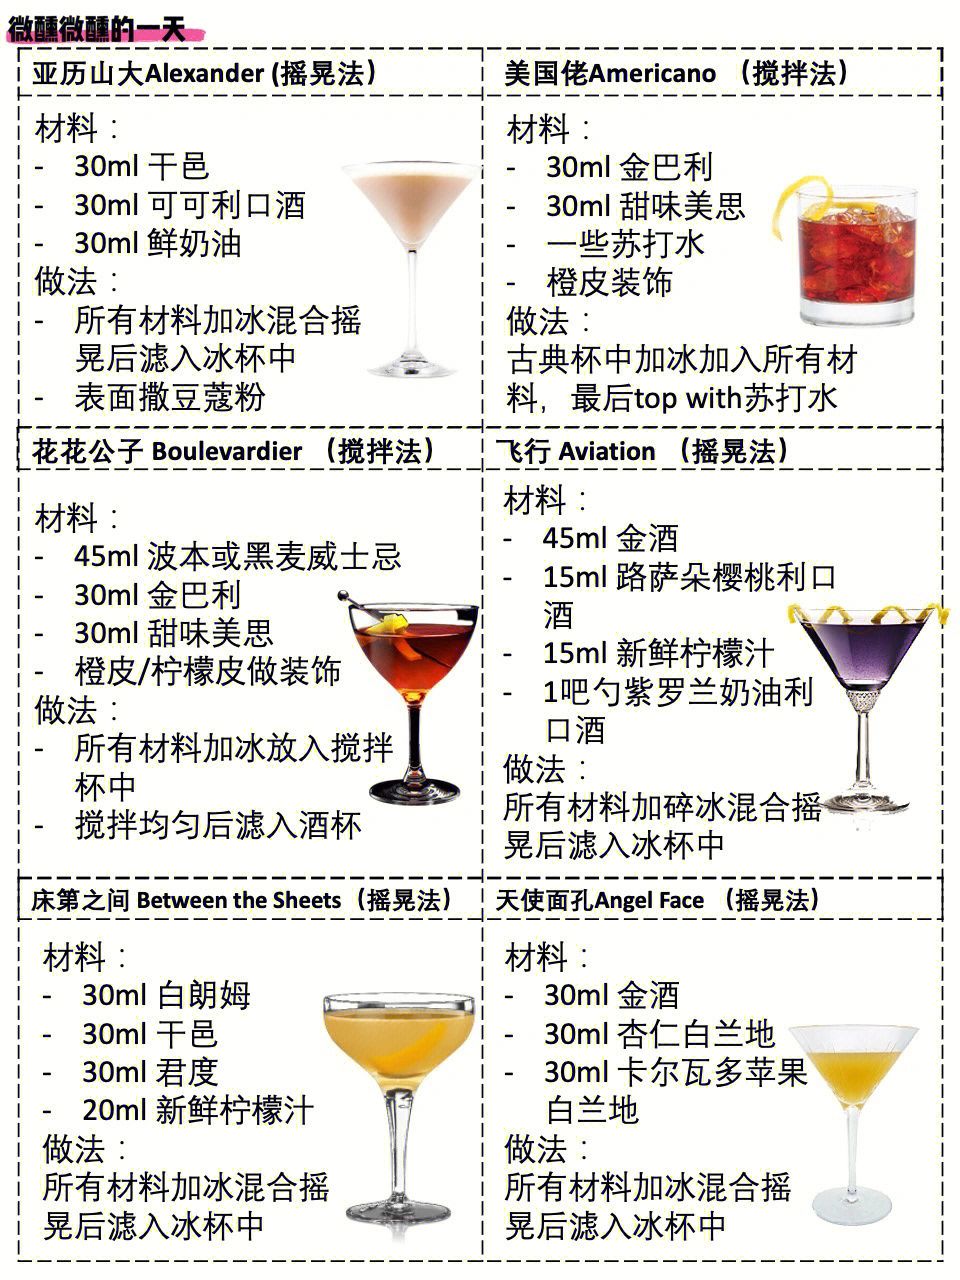 微醺微醺的一天
亚历山大Alexander (摇晃法）
材料：
- 30ml 干邑
- 30ml 可可利口酒
- 30ml 鲜奶油
做法：
- 所有材料加冰混合摇
晃后滤入冰杯中
- 表面撒豆蔻粉
美国佬Americano （搅拌法）
材料：
- 30ml 金巴利
- 30ml 甜味美思
- 一些苏打水
- 橙皮装饰
做法：
古典杯中加冰加入所有材
料，最后top with苏打水
花花公子 Boulevardier （搅拌法）
材料：
- 45ml 波本或黑麦威士忌
- 30ml 金巴利
- 30ml 甜味美思
- 橙皮/柠檬皮做装饰
做法：
- 所有材料加冰放入搅拌
杯中
- 搅拌均匀后滤入酒杯
飞行 Aviation （摇晃法）
材料：
- 45ml 金酒
- 15ml 路萨朵樱桃利口
酒
- 15ml 新鲜柠檬汁
- 1吧勺紫罗兰奶油利
口酒
做法：
所有材料加碎冰混合摇
晃后滤入冰杯中
床第之间 Between the Sheets（摇晃法）
材料：
- 30ml 白朗姆
- 30ml 干邑
- 30ml 君度
- 20ml 新鲜柠檬汁
做法：
所有材料加冰混合摇
晃后滤入冰杯中
天使面孔Angel Face （摇晃法）
材料：
- 30ml 金酒
- 30ml 杏仁白兰地
- 30ml 卡尔瓦多苹果
白兰地
做法：
所有材料加冰混合摇
晃后滤入冰杯中